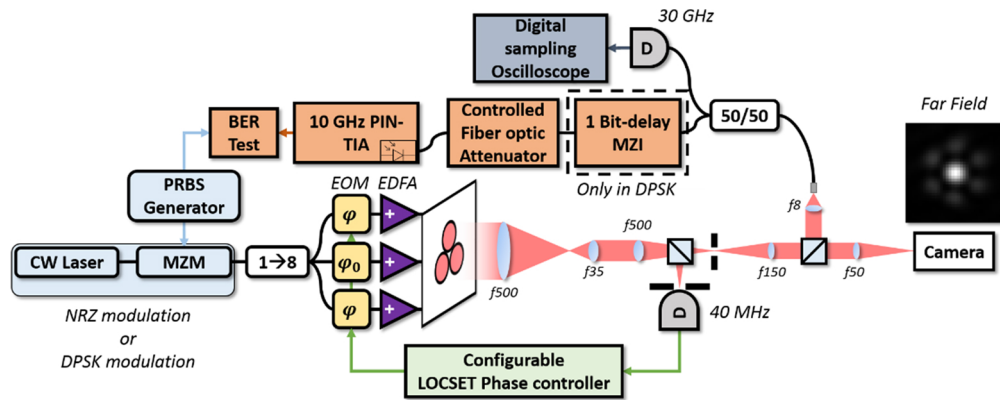 30 GHz
Digital
sampling
Oscilloscope
D
Far Field
BER
Test
10 GHz PIN-
TIA
Controlled
Fiber optic
Attenuator
1 Bit-delay
MZI
50/50
Only in DPSK
PRBS
Generator
EOM
EDFA
φ
+
f8
f500
CW Laser
MZM
1→8
φ0
+
Camera
f35
f150
f50
φ
+
f500
NRZ modulation
or
DPSK modulation
D
40 MHz
Configurable
LOCSET Phase controller